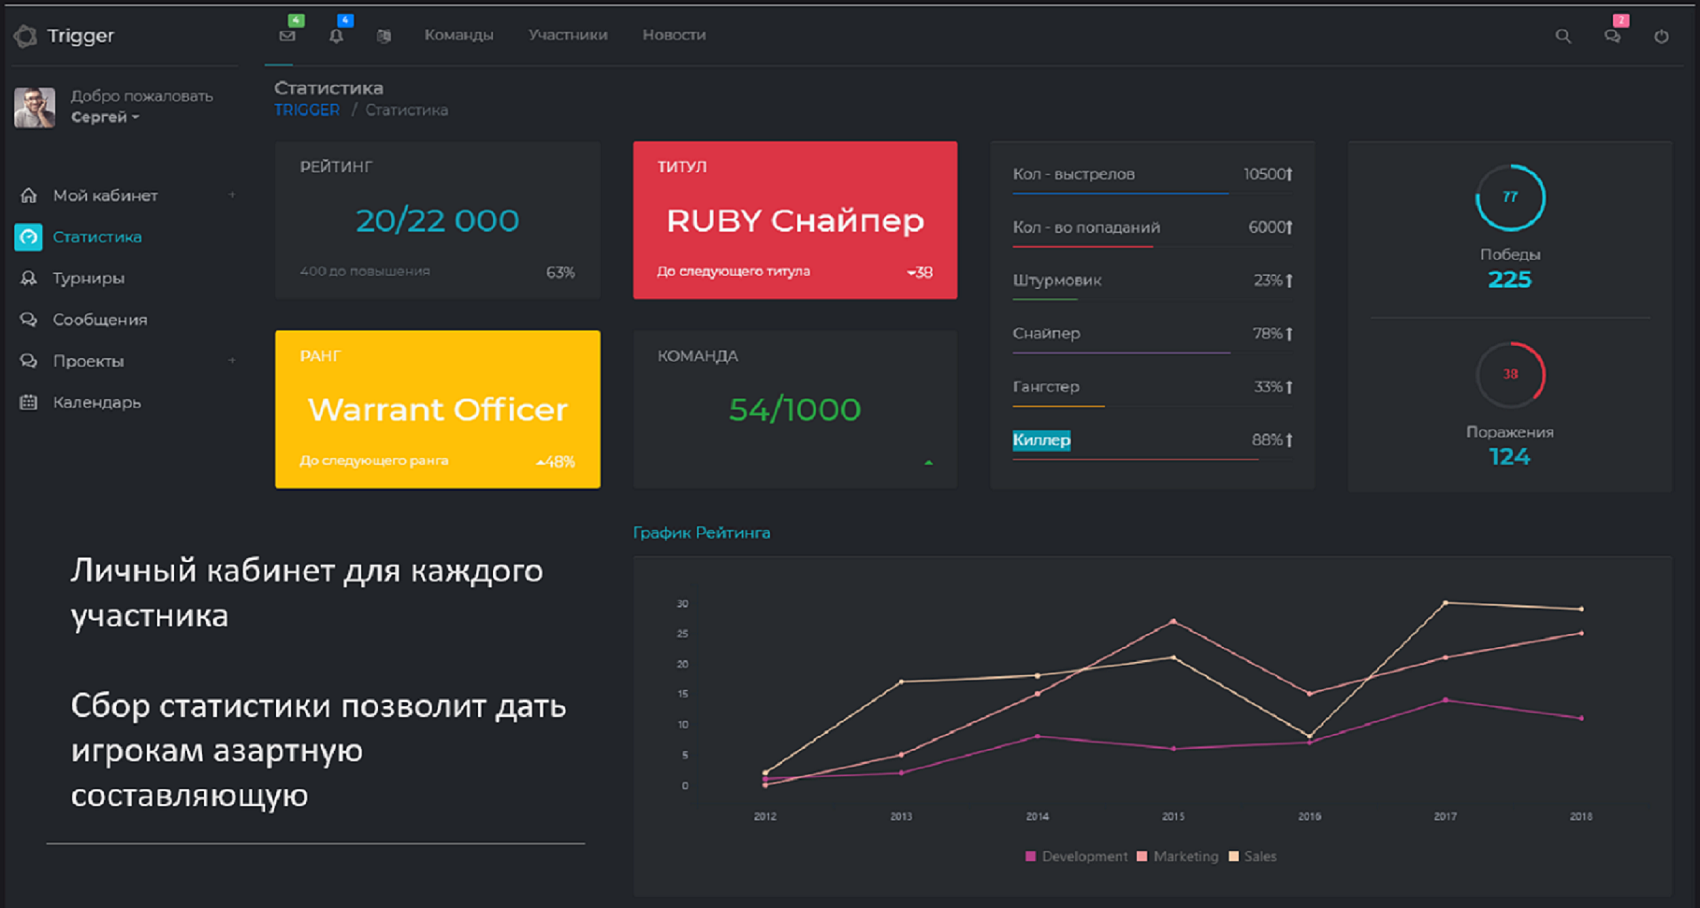 Trigger
4
4
Команды
Участники
Новости
2
Добро пожаловать
Сергей
Мой кабинет +
Статистика
Турниры
Сообщения
Проекты +
Календарь
Статистика
TRIGGER / Статистика
РЕЙТИНГ
20/22 000
400 до повышения 63%
ТИТУЛ
RUBY Снайпер
До следующего титула 38
РАНГ
Warrant Officer
До следующего ранга 48%
КОМАНДА
54/1000
Кол - выстрелов 10500
Кол - во попаданий 6000
Штурмовик 23%
Снайпер 78%
Гангстер 33%
Киллер 88%
77
Победы
225
38
Поражения
124
Личный кабинет для каждого
участника
Сбор статистики позволит дать
игрокам азартную
составляющую
График Рейтинга
30
25
20
15
10
5
0
2012 2013 2014 2015 2016 2017 2018
Development Marketing Sales